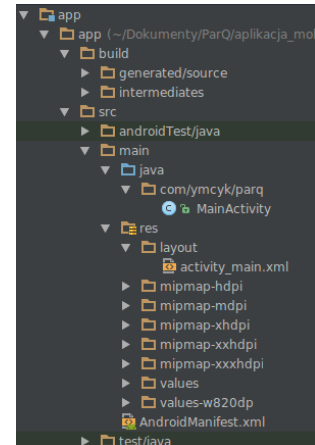 app
app (~/Dokumenty/ParQ/aplikacja_mo
build
generated/source
intermediates
src
androidTest/java
main
java
com/ymcyk/parq
MainActivity
res
layout
activity_main.xml
mipmap-hdpi
mipmap-mdpi
mipmap-xhdpi
mipmap-xxhdpi
mipmap-xxxhdpi
values
values-w820dp
AndroidManifest.xml
test/java